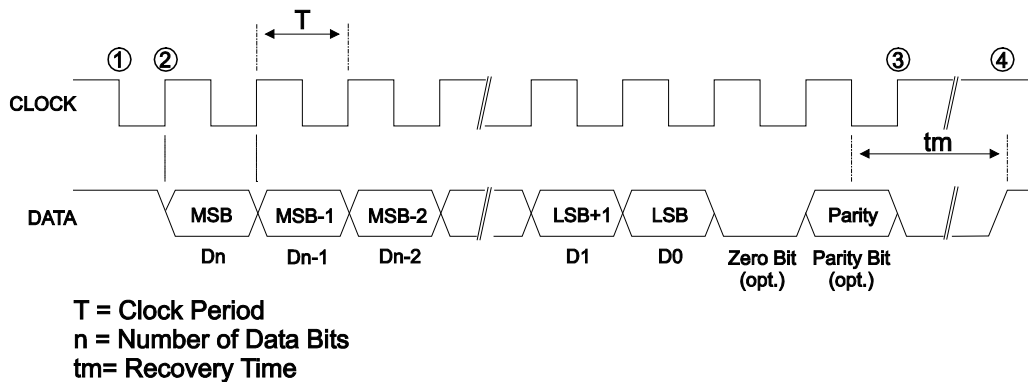 T
① ② ③ ④
CLOCK
tm
DATA MSB MSB-1 MSB-2 LSB+1 LSB Parity
Dn Dn-1 Dn-2 D1 D0 Zero Bit (opt.) Parity Bit (opt.)
T = Clock Period
n = Number of Data Bits
tm= Recovery Time